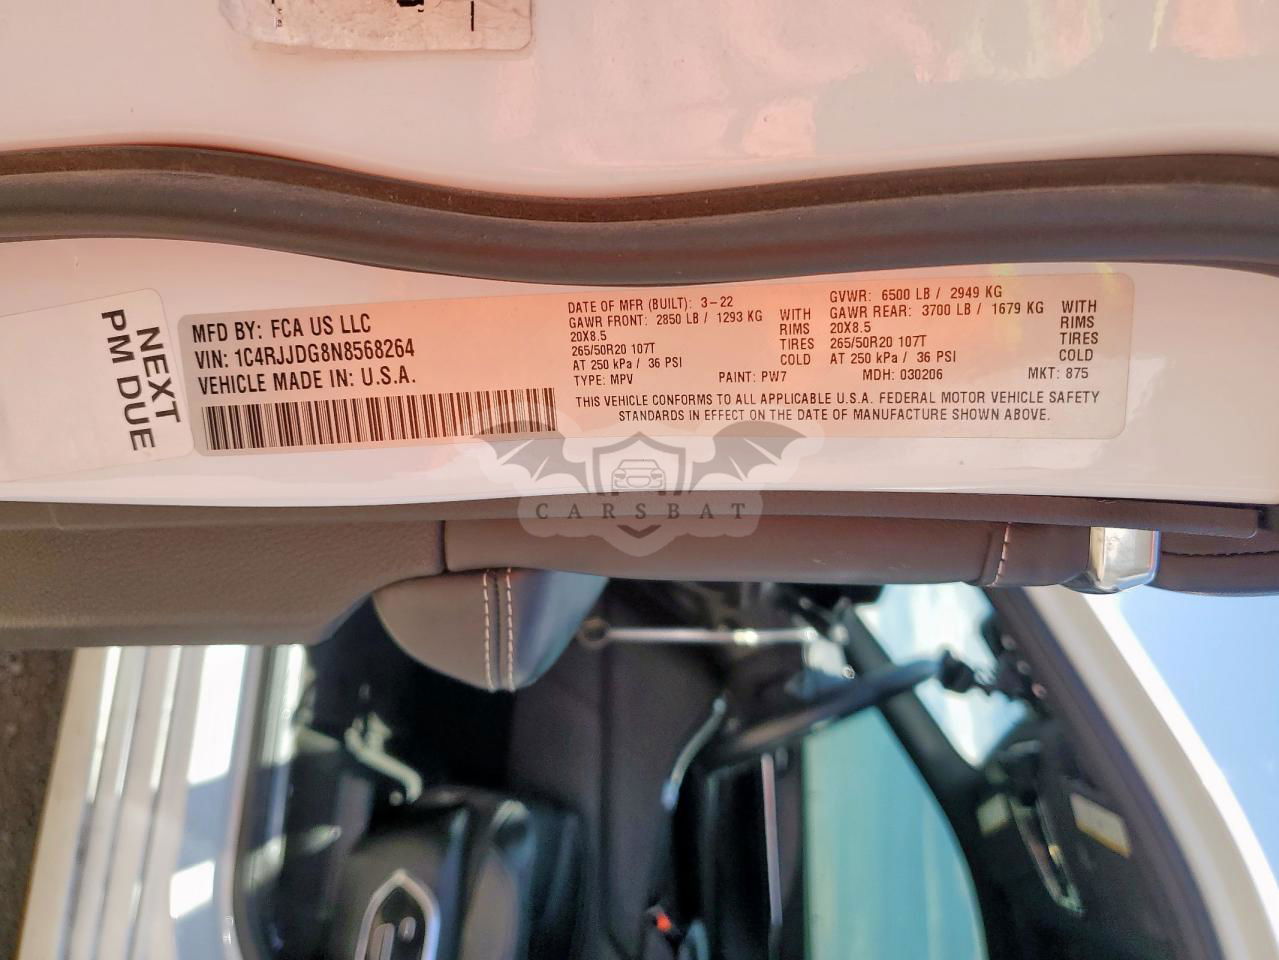 NEXT
PM DUE
MFD BY: FCA US LLC
VIN: 1C4RJJDG8N8568264
VEHICLE MADE IN: U.S.A.
DATE OF MFR (BUILT): 3-22
GAWR FRONT: 2850 LB / 1293 KG WITH
20X8.5 RIMS
265/50R20 107T TIRES
AT 250 kPa / 36 PSI COLD
TYPE: MPV PAINT: PW7
GVWR: 6500 LB / 2949 KG
GAWR REAR: 3700 LB / 1679 KG WITH
20X8.5 RIMS
265/50R20 107T TIRES
AT 250 kPa / 36 PSI COLD
MDH: 030206 MKT: 875
THIS VEHICLE CONFORMS TO ALL APPLICABLE U.S.A. FEDERAL MOTOR VEHICLE SAFETY
STANDARDS IN EFFECT ON THE DATE OF MANUFACTURE SHOWN ABOVE.
CARSBAT